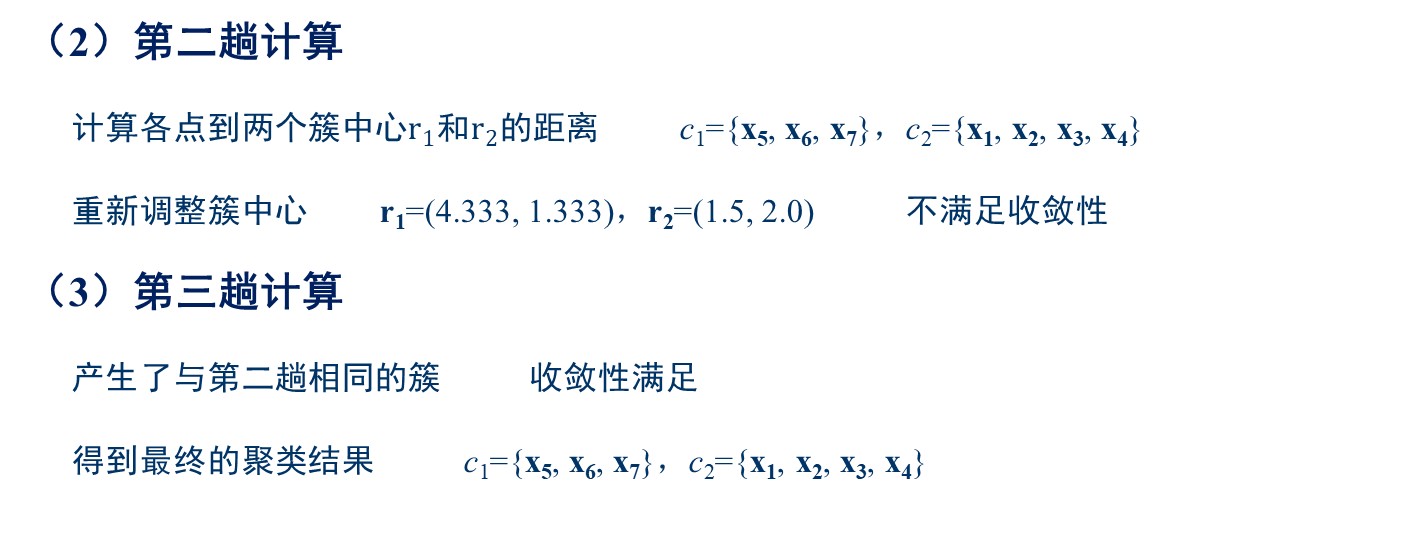 （2）第二趟计算
计算各点到两个簇中心r₁和r₂的距离 c₁={x₅, x₆, x₇}，c₂={x₁, x₂, x₃, x₄}
重新调整簇中心 r₁=(4.333, 1.333)，r₂=(1.5, 2.0) 不满足收敛性
（3）第三趟计算
产生了与第二趟相同的簇 收敛性满足
得到最终的聚类结果 c₁={x₅, x₆, x₇}，c₂={x₁, x₂, x₃, x₄}